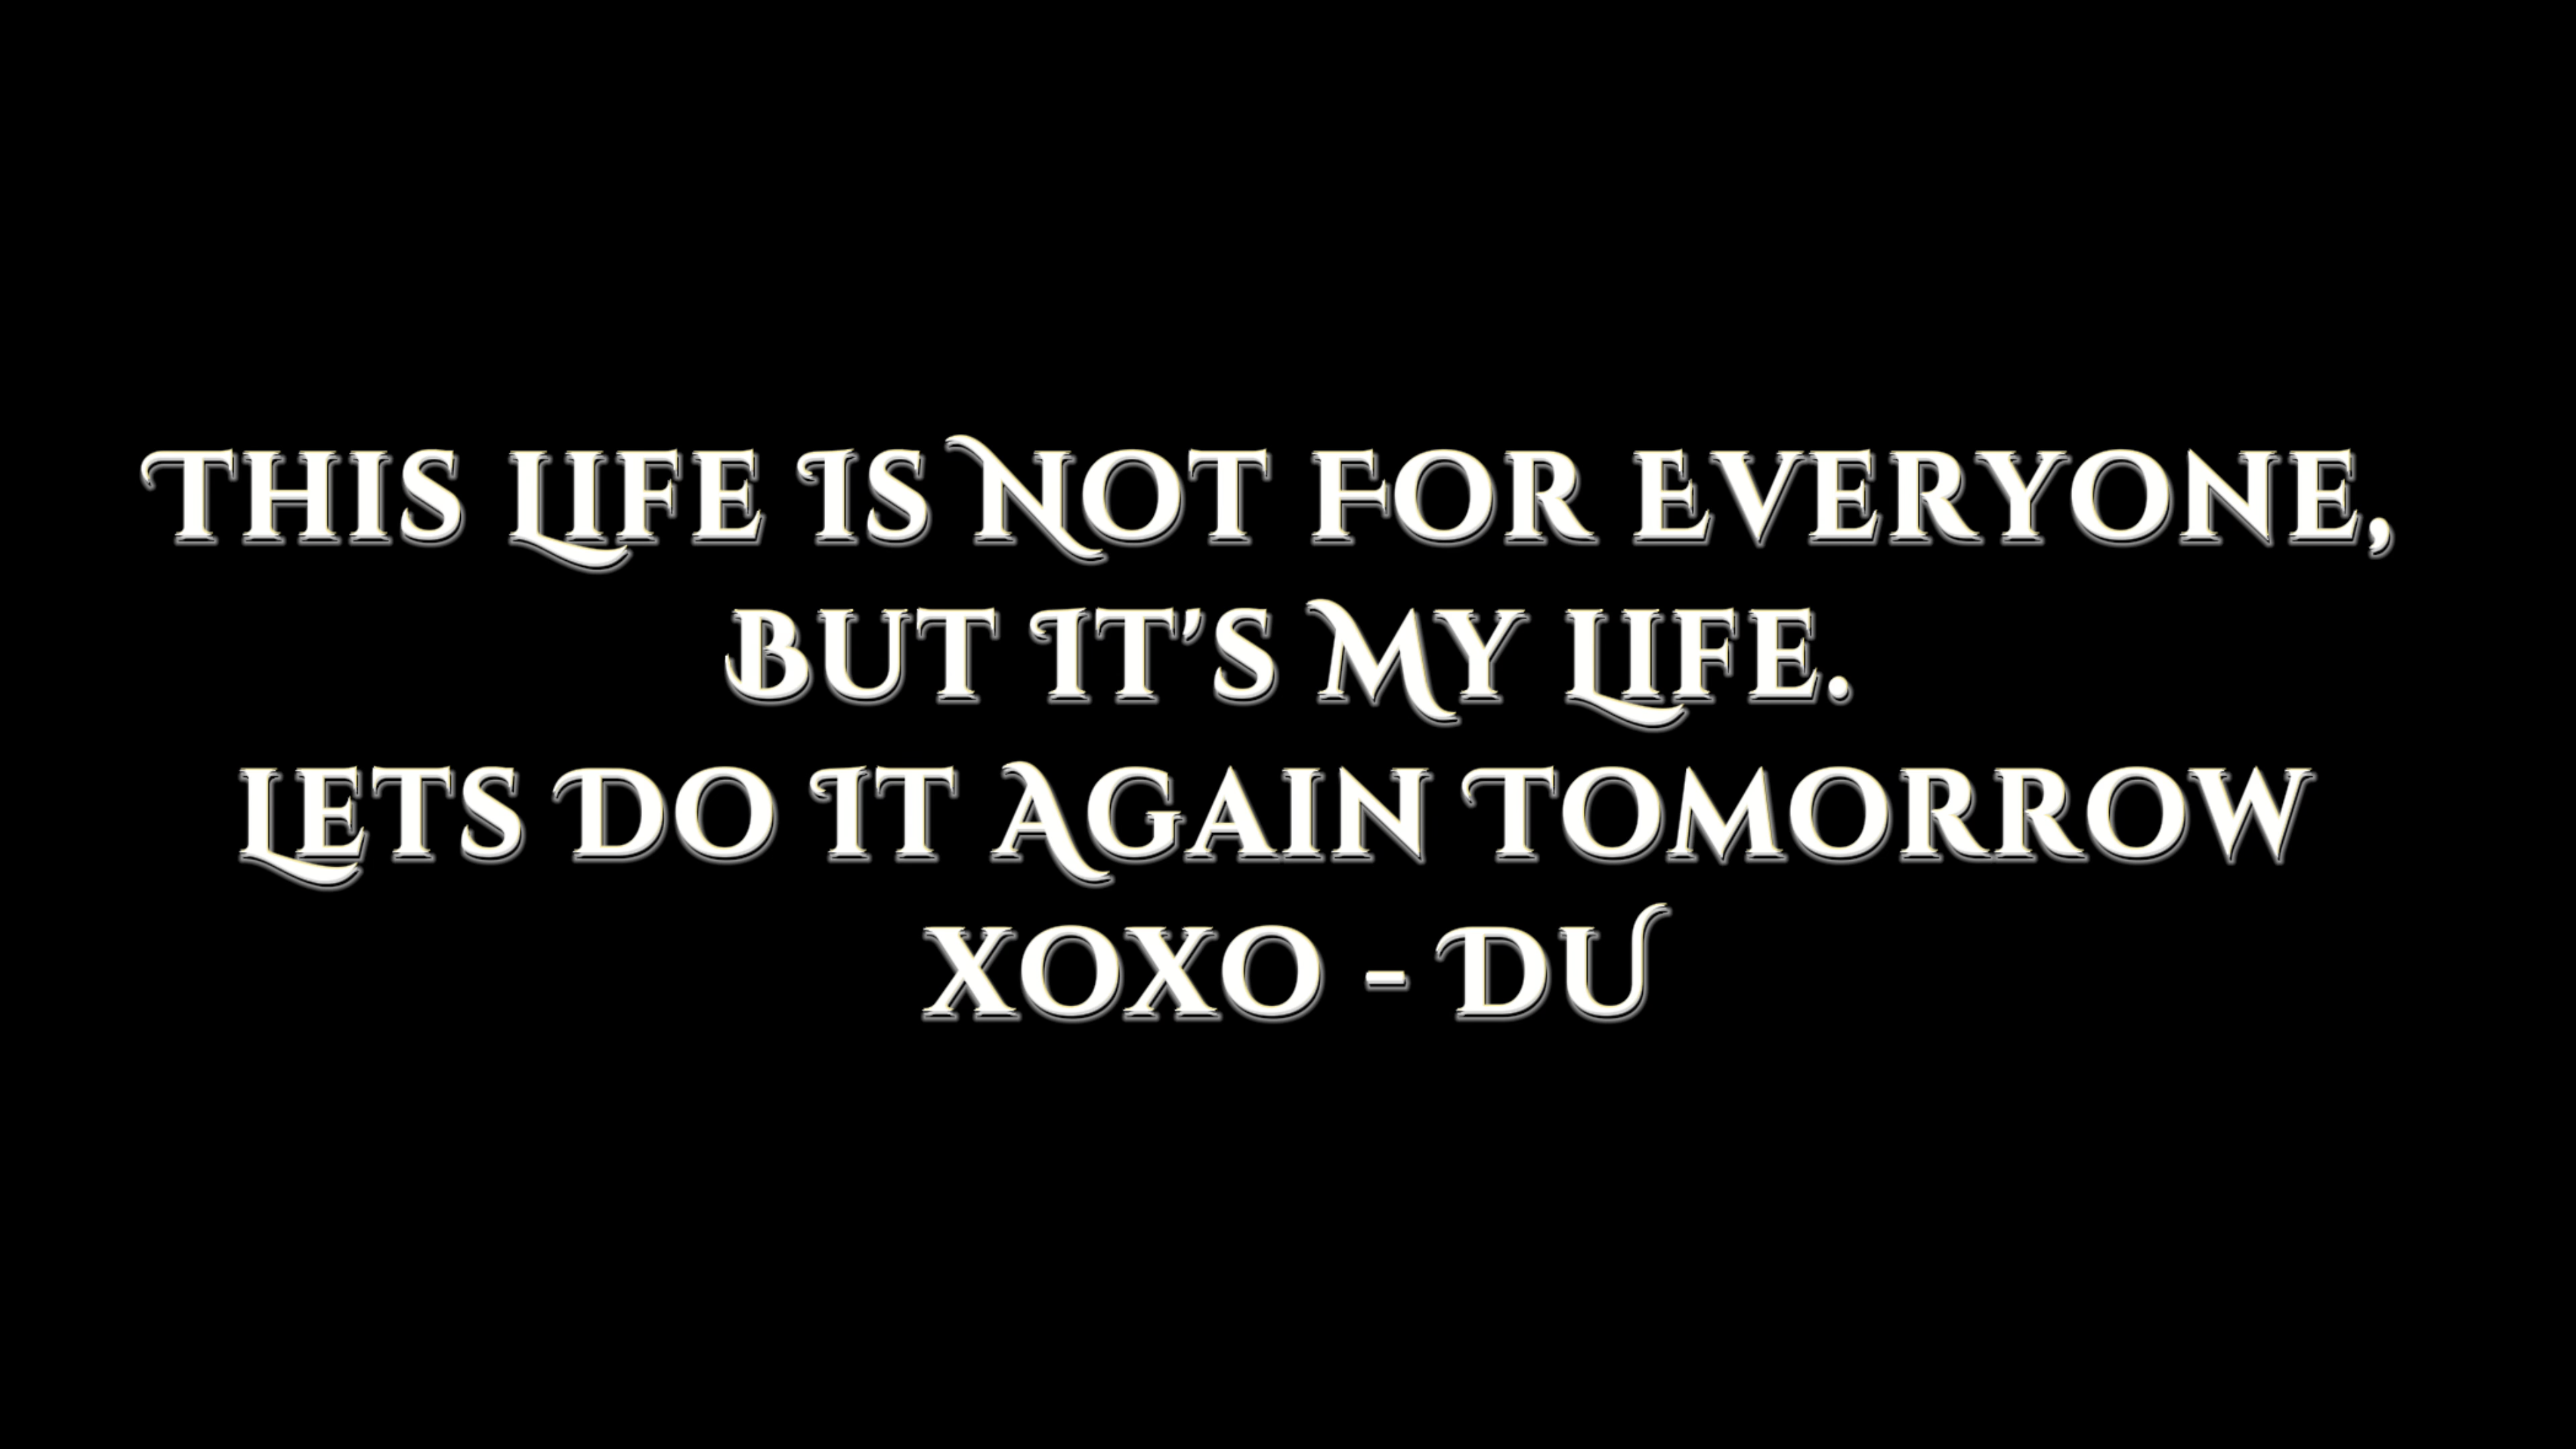 This Life Is Not For Everyone,
But It's My Life.
Lets Do It Again Tomorrow
XOXO - DU